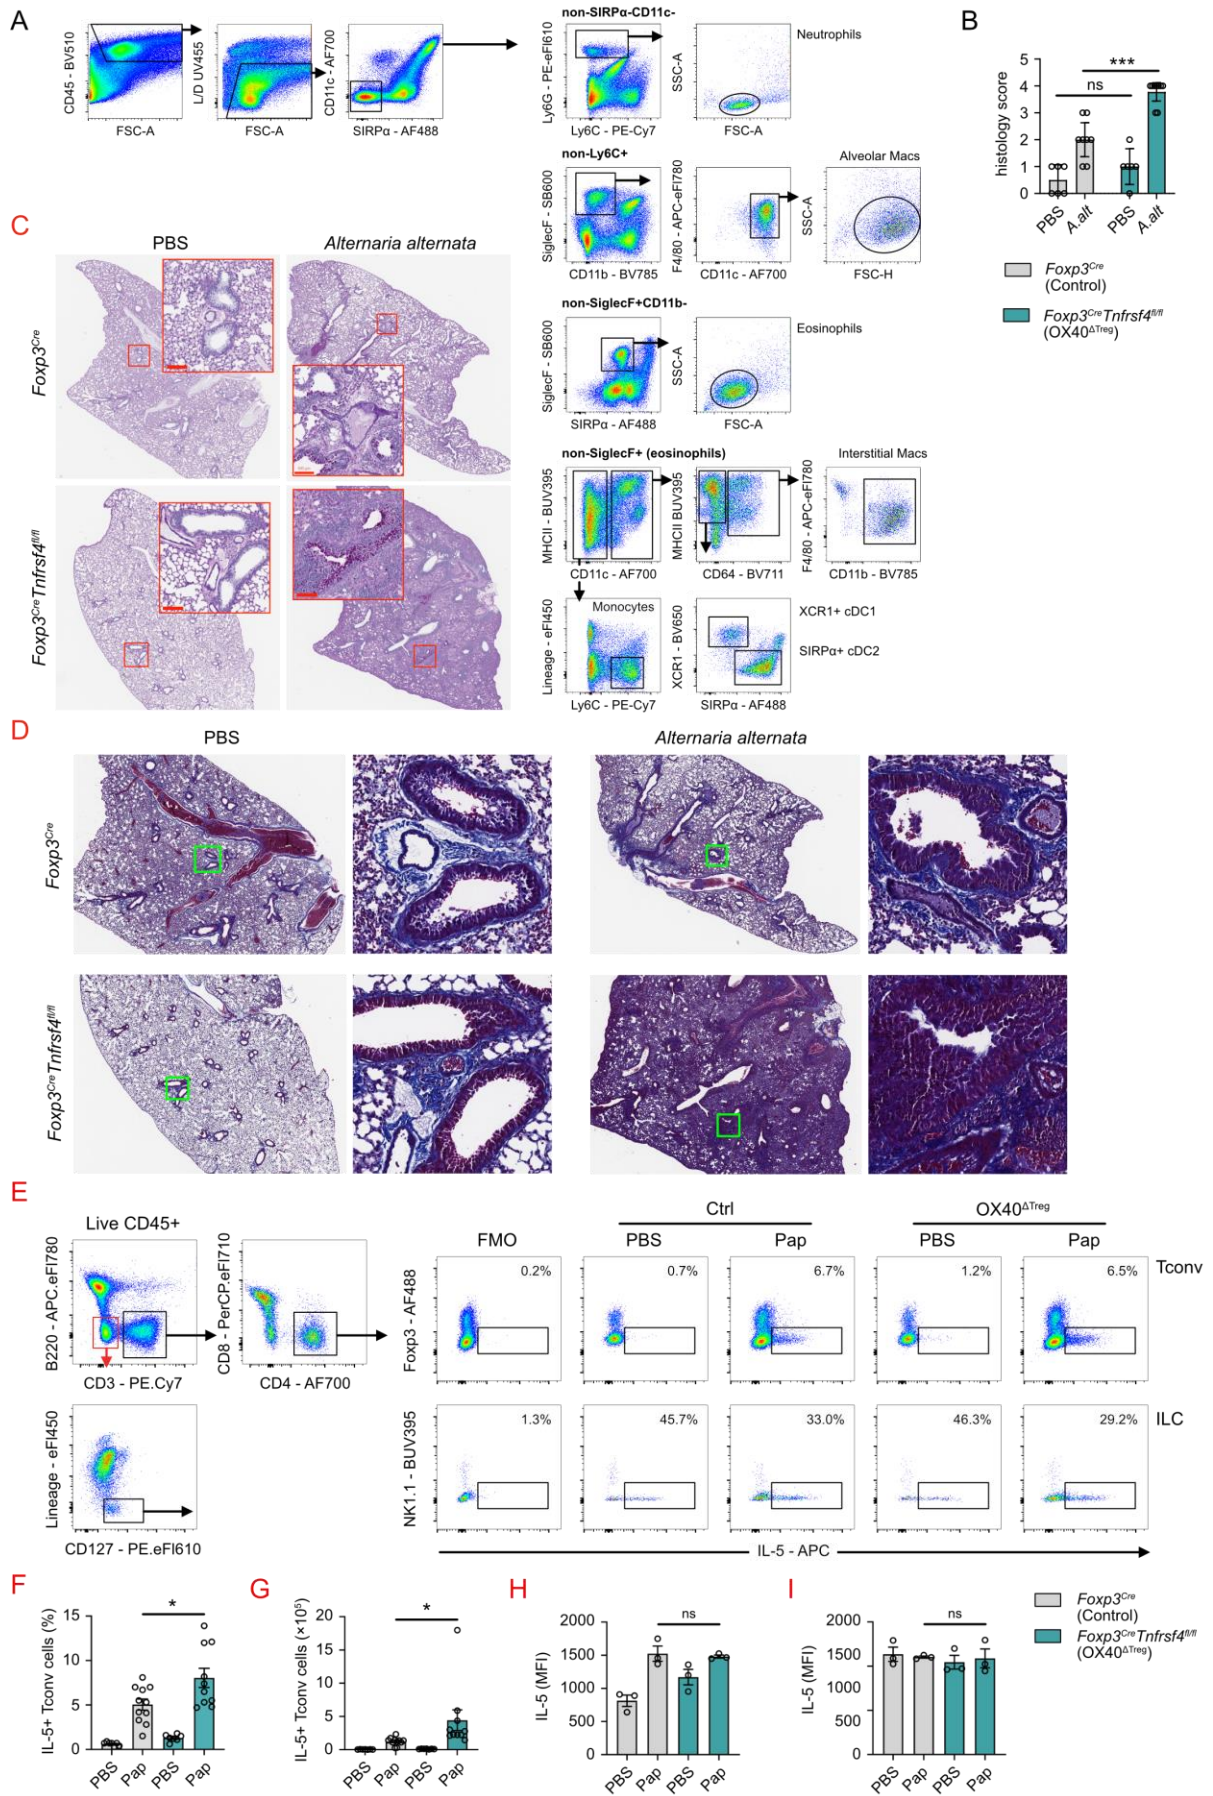 A
CD45 - BV510
FSC-A
L/D UV455
FSC-A
CD11c - AF700
SIRPα - AF488
non-SIRPα-CD11c-
Ly6G - PE-eFl610
Ly6C - PE-Cy7
Neutrophils
SSC-A
FSC-A
non-Ly6C+
SiglecF - SB600
CD11b - BV785
F4/80 - APC-eFl780
CD11c - AF700
Alveolar Macs
SSC-A
FSC-H
non-SiglecF+CD11b-
SiglecF - SB600
SIRPα - AF488
Eosinophils
SSC-A
FSC-A
non-SiglecF+ (eosinophils)
MHCII - BUV395
CD11c - AF700
MHCII BUV395
CD64 - BV711
Interstitial Macs
F4/80 - APC-eFl780
CD11b - BV785
Monocytes
Lineage - eFl450
Ly6C - PE-Cy7
XCR1 - BV650
SIRPα - AF488
XCR1+ cDC1
SIRPα+ cDC2
B
histology score
5
4
3
2
1
0
ns
***
PBS
A.alt
PBS
A.alt
Foxp3Cre
(Control)
Foxp3CreTnfrsf4fl/fl
(OX40ΔTreg)
C
PBS
Alternaria alternata
Foxp3Cre
Foxp3CreTnfrsf4fl/fl
D
PBS
Alternaria alternata
Foxp3Cre
Foxp3CreTnfrsf4fl/fl
E
Live CD45+
B220 - APC.eFl780
CD3 - PE.Cy7
CD8 - PerCP.eFl710
CD4 - AF700
Lineage - eFl450
CD127 - PE.eFl610
Ctrl
OX40ΔTreg
FMO
PBS
Pap
PBS
Pap
Foxp3 - AF488
0.2%
0.7%
6.7%
1.2%
6.5%
Tconv
NK1.1 - BUV395
1.3%
45.7%
33.0%
46.3%
29.2%
ILC
IL-5 - APC
F
IL-5+ Tconv cells (%)
15
10
5
0
*
PBS
Pap
PBS
Pap
G
IL-5+ Tconv cells (×10⁵)
20
15
10
5
0
*
PBS
Pap
PBS
Pap
H
IL-5 (MFI)
2000
1500
1000
500
0
ns
PBS
Pap
PBS
Pap
I
IL-5 (MFI)
2000
1500
1000
500
0
ns
PBS
Pap
PBS
Pap
Foxp3Cre
(Control)
Foxp3CreTnfrsf4fl/fl
(OX40ΔTreg)